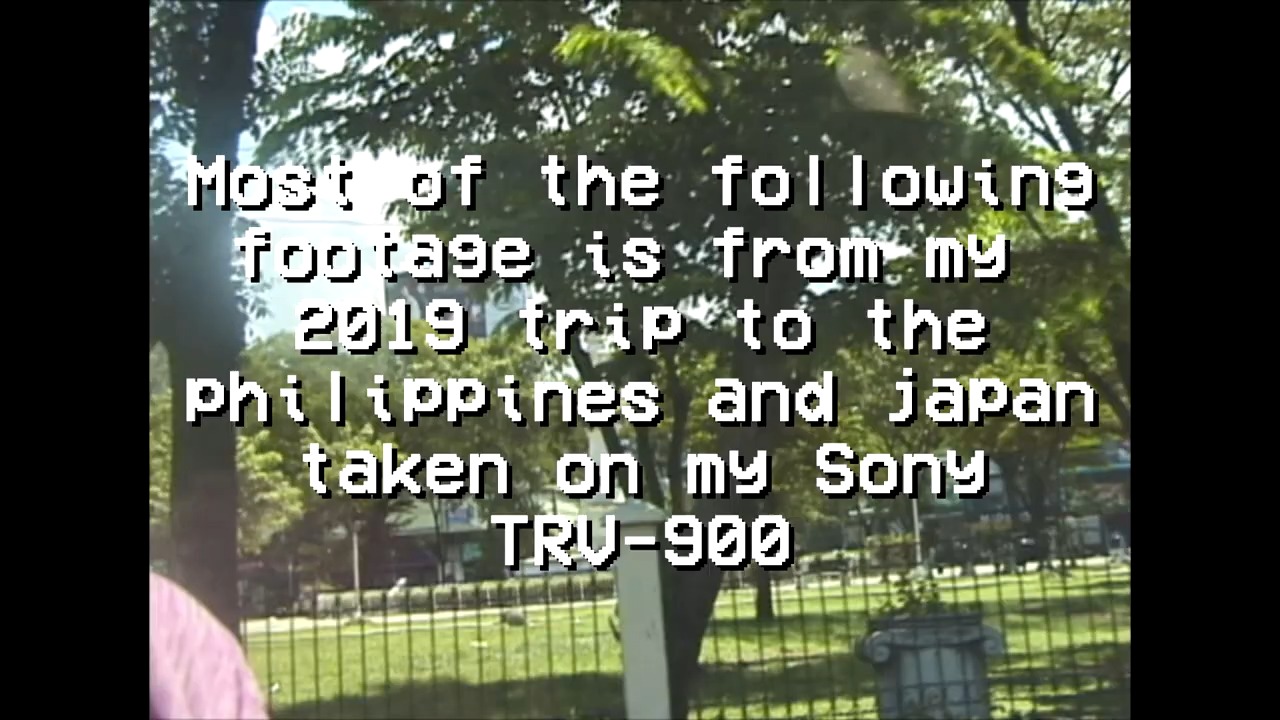 Most of the following
footage is from my
2019 trip to the
philippines and japan
taken on my Sony
TRV-900